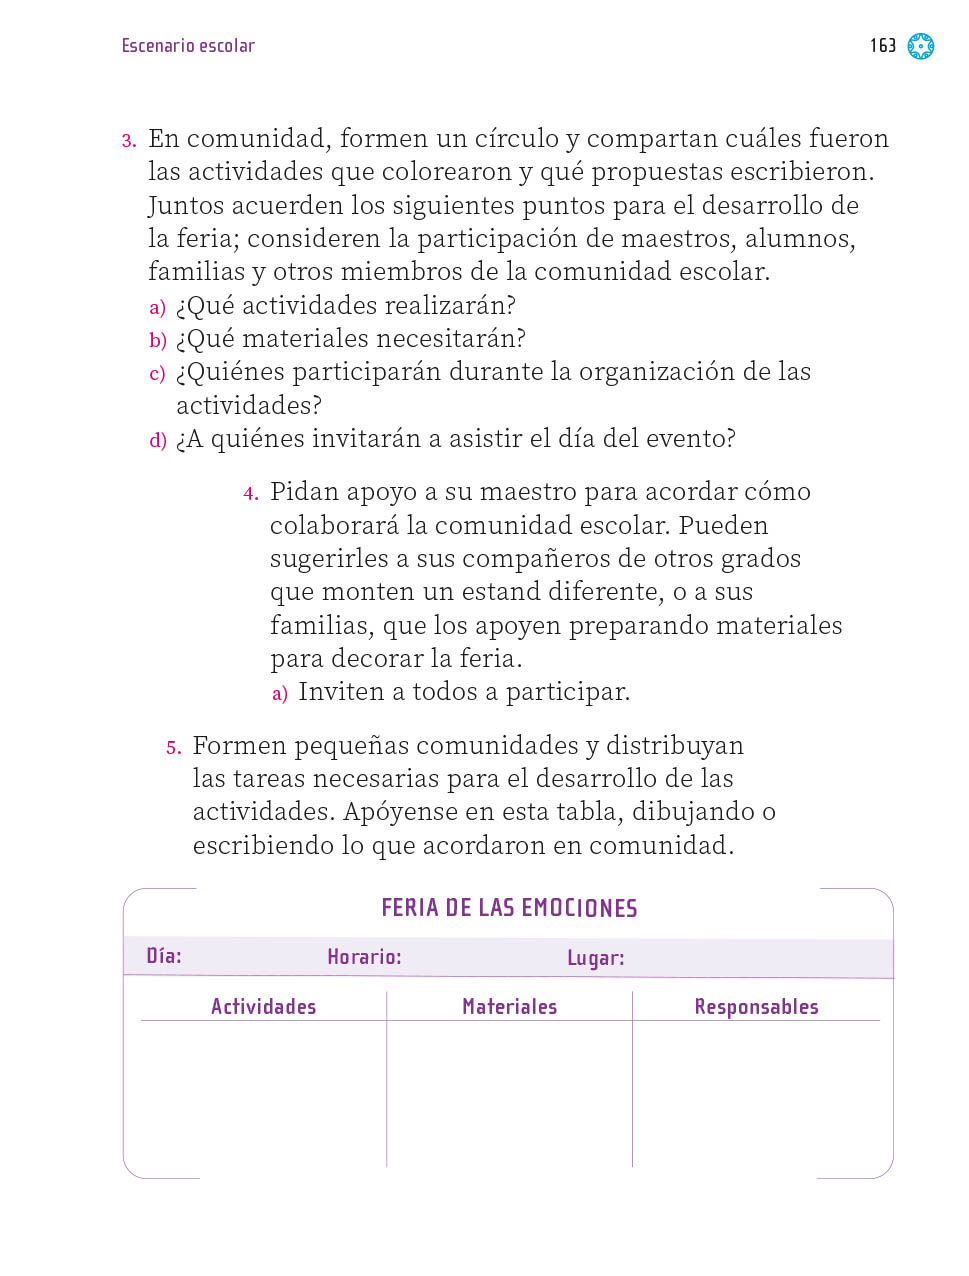 Escenario escolar
163
3. En comunidad, formen un círculo y compartan cuáles fueron
las actividades que colorearon y qué propuestas escribieron.
Juntos acuerden los siguientes puntos para el desarrollo de
la feria; consideren la participación de maestros, alumnos,
familias y otros miembros de la comunidad escolar.
a) ¿Qué actividades realizarán?
b) ¿Qué materiales necesitarán?
c) ¿Quiénes participarán durante la organización de las
actividades?
d) ¿A quiénes invitarán a asistir el día del evento?
4. Pidan apoyo a su maestro para acordar cómo
colaborará la comunidad escolar. Pueden
sugerirles a sus compañeros de otros grados
que monten un estand diferente, o a sus
familias, que los apoyen preparando materiales
para decorar la feria.
a) Inviten a todos a participar.
5. Formen pequeñas comunidades y distribuyan
las tareas necesarias para el desarrollo de las
actividades. Apóyense en esta tabla, dibujando o
escribiendo lo que acordaron en comunidad.
FERIA DE LAS EMOCIONES
Día: Horario: Lugar:
Actividades Materiales Responsables